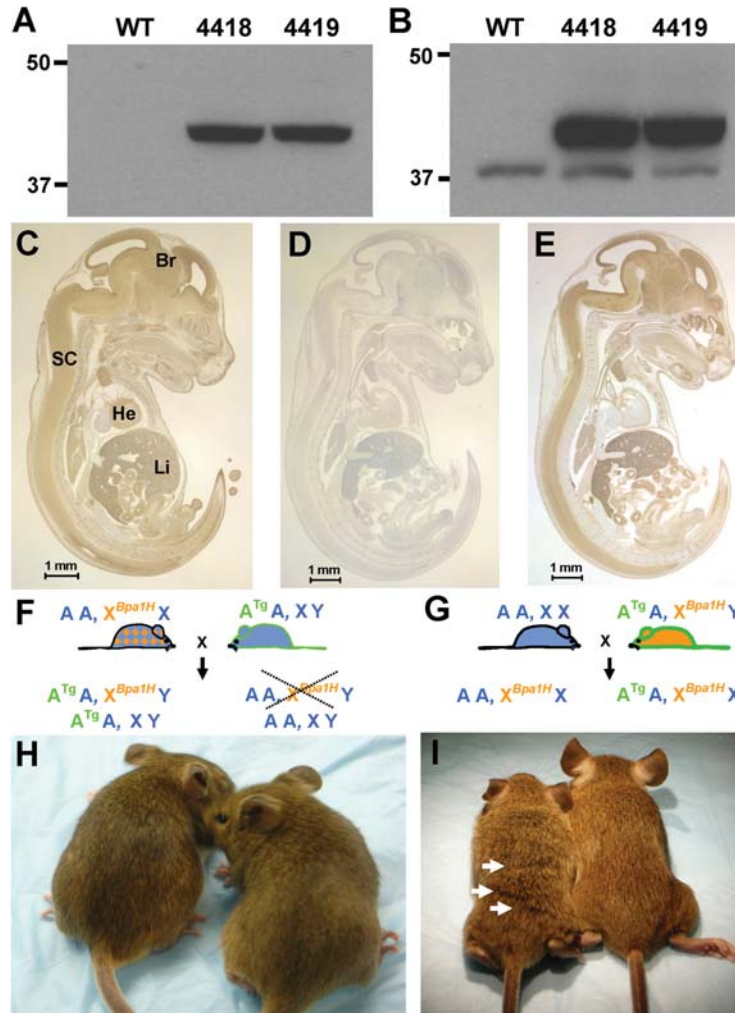 A
WT 4418 4419
50
37
B
WT 4418 4419
50
37
C
Br
SC
He
Li
1 mm
D
1 mm
E
1 mm
F
A A, X^Bpa1H X
A^Tg A, X Y
x
A^Tg A, X^Bpa1H Y
A^Tg A, X Y
A A, X^Bpa1H Y
A A, X Y
G
A A, X X
A^Tg A, X^Bpa1H Y
x
A A, X^Bpa1H X
A^Tg A, X^Bpa1H X
H
I